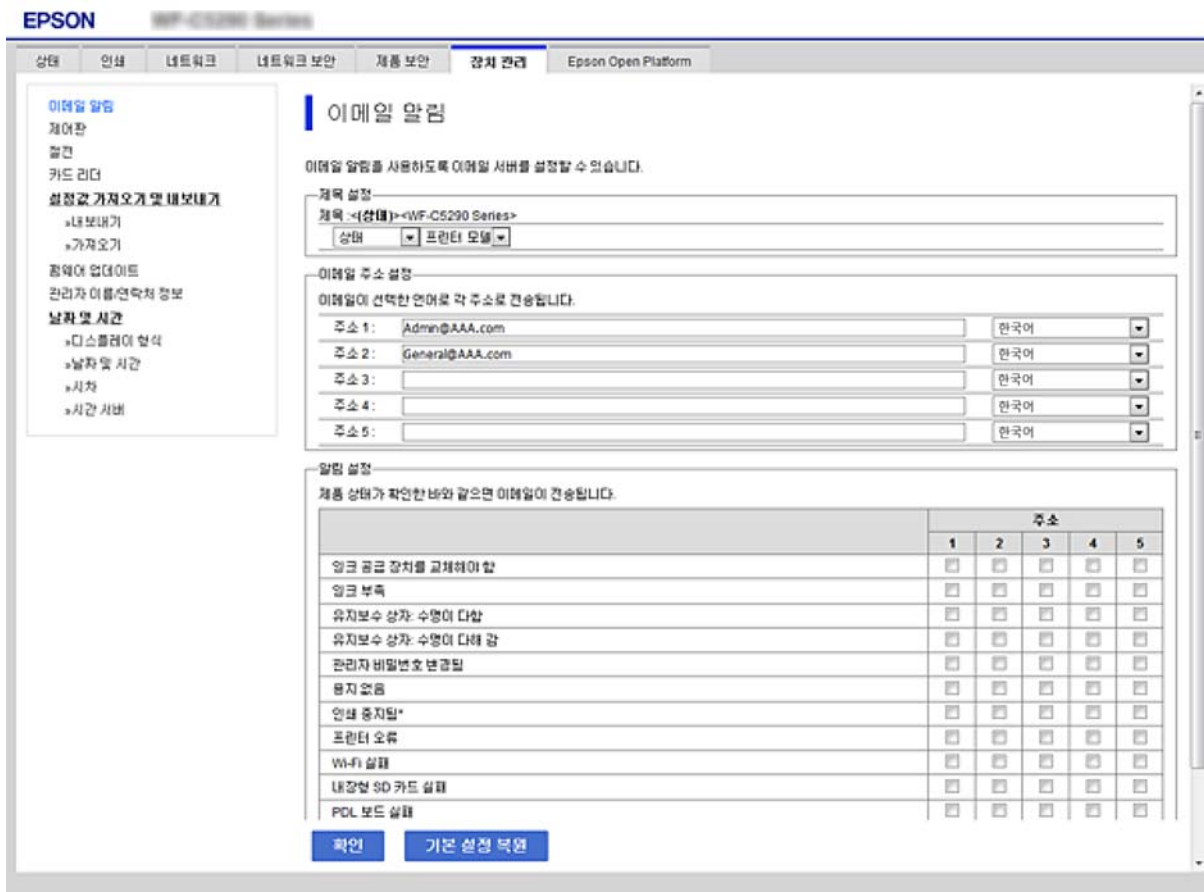 EPSON
상태 인쇄 네트워크 네트워크 보안 제품 보안 장치 관리 Epson Open Platform
이메일 알림
제어판
절전
카드 리더
설정값 가져오기 및 내보내기
»내보내기
»가져오기
펌웨어 업데이트
관리자 이름/연락처 정보
날짜 및 시간
»디스플레이 형식
»날짜 및 시간
»시차
»시간 서버
이메일 알림
이메일 알림을 사용하도록 이메일 서버를 설정할 수 있습니다.
제목 설정
제목 :<(상태)><WF-C5290 Series>
상태 프린터 모델
이메일 주소 설정
이메일이 선택한 언어로 각 주소로 전송됩니다.
주소 1 : Admin@AAA.com 한국어
주소 2 : General@AAA.com 한국어
주소 3 : 한국어
주소 4 : 한국어
주소 5 : 한국어
알림 설정
제품 상태가 확인한 바와 같으면 이메일이 전송됩니다.
주소
1 2 3 4 5
잉크 공급 장치를 교체해야 함
잉크 부족
유지보수 상자: 수명이 다함
유지보수 상자: 수명이 다해 감
관리자 비밀번호 변경됨
용지 없음
인쇄 중지됨*
프린터 오류
Wi-Fi 실패
내장형 SD 카드 실패
PDL 보드 실패
확인 기본 설정 복원